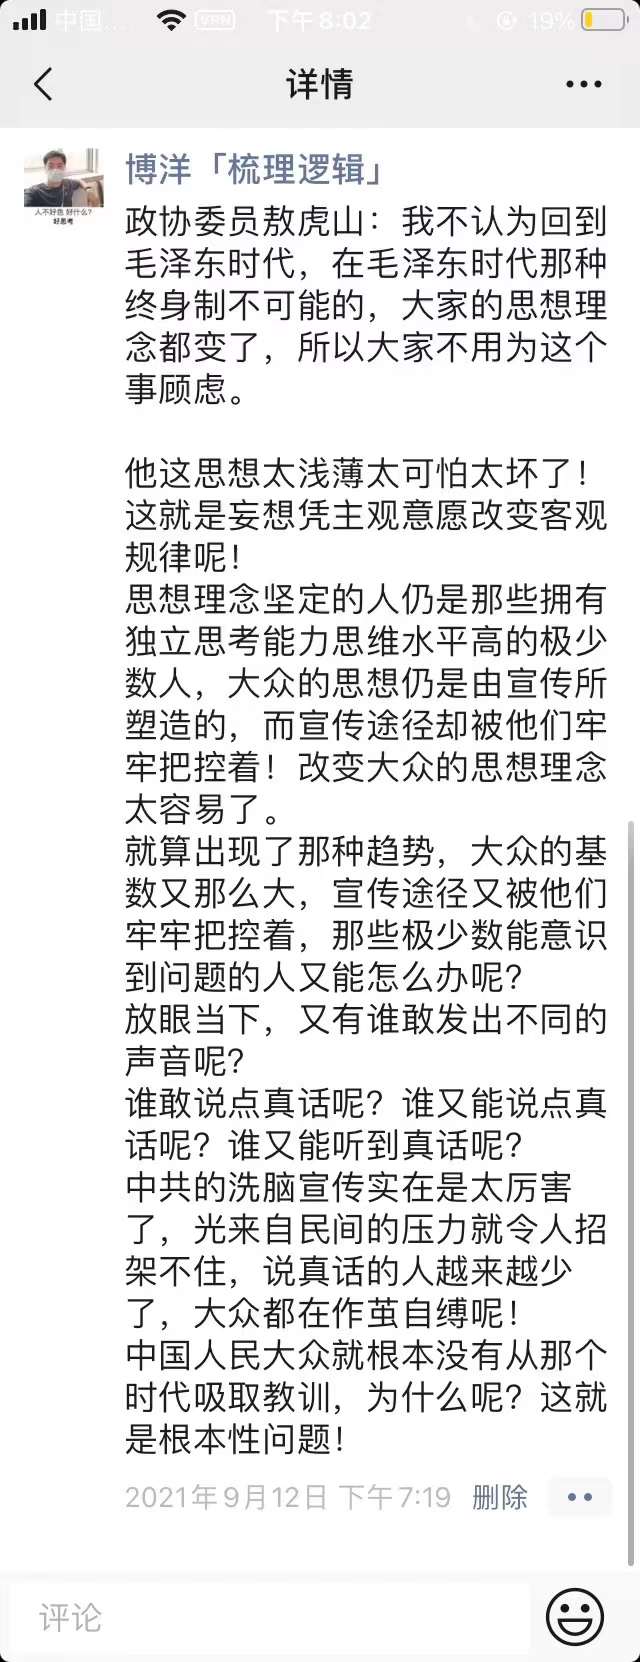 中国....
VPN
下午8:02
19%
详情
人不好色 好什么?
好思考
博洋「梳理逻辑」
政协委员敖虎山：我不认为回到
毛泽东时代，在毛泽东时代那种
终身制不可能的，大家的思想理
念都变了，所以大家不用为这个
事顾虑。
他这思想太浅薄太可怕太坏了！
这就是妄想凭主观意愿改变客观
规律呢！
思想理念坚定的人仍是那些拥有
独立思考能力思维水平高的极少
数人，大众的思想仍是由宣传所
塑造的，而宣传途径却被他们牢
牢把控着！改变大众的思想理念
太容易了。
就算出现了那种趋势，大众的基
数又那么大，宣传途径又被他们
牢牢把控着，那些极少数能意识
到问题的人又能怎么办呢？
放眼当下，又有谁敢发出不同的
声音呢？
谁敢说点真话呢？谁又能说点真
话呢？谁又能听到真话呢？
中共的洗脑宣传实在是太厉害
了，光来自民间的压力就令人招
架不住，说真话的人越来越少
了，大众都在作茧自缚呢！
中国人民大众就根本没有从那个
时代吸取教训，为什么呢？这就
是根本性问题！
2021年9月12日 下午7:19 删除
评论